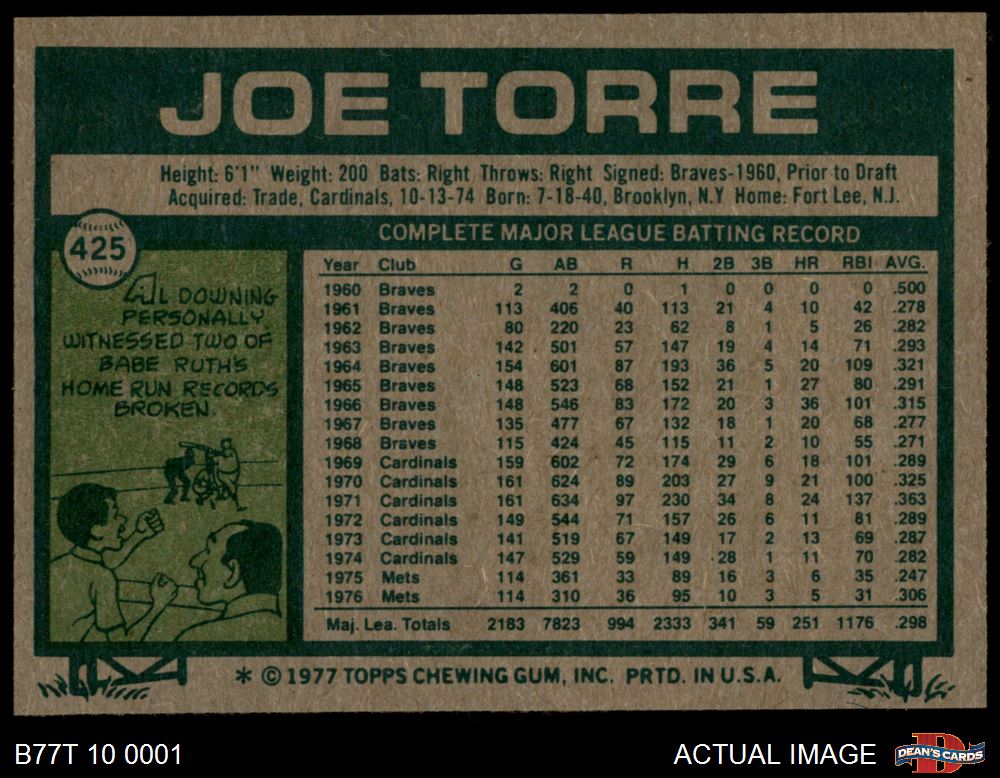 JOE TORRE
Height: 6'1" Weight: 200 Bats: Right Throws: Right Signed: Braves-1960, Prior to Draft
Acquired: Trade, Cardinals, 10-13-74 Born: 7-18-40, Brooklyn, N.Y Home: Fort Lee, N.J.
425
AL DOWNING
PERSONALLY
WITNESSED TWO OF
BABE RUTH'S
HOME RUN RECORDS
BROKEN.
COMPLETE MAJOR LEAGUE BATTING RECORD
Year Club G AB R H 2B 3B HR RBI AVG.
1960 Braves 2 2 0 1 0 0 0 0 .500
1961 Braves 113 406 40 113 21 4 10 42 .278
1962 Braves 80 220 23 62 8 1 5 26 .282
1963 Braves 142 501 57 147 19 4 14 71 .293
1964 Braves 154 601 87 193 36 5 20 109 .321
1965 Braves 148 523 68 152 21 1 27 80 .291
1966 Braves 148 546 83 172 20 3 36 101 .315
1967 Braves 135 477 67 132 18 1 20 68 .277
1968 Braves 115 424 45 115 11 2 10 55 .271
1969 Cardinals 159 602 72 174 29 6 18 101 .289
1970 Cardinals 161 624 89 203 27 9 21 100 .325
1971 Cardinals 161 634 97 230 34 8 24 137 .363
1972 Cardinals 149 544 71 157 26 6 11 81 .289
1973 Cardinals 141 519 67 149 17 2 13 69 .287
1974 Cardinals 147 529 59 149 28 1 11 70 .282
1975 Mets 114 361 33 89 16 3 6 35 .247
1976 Mets 114 310 36 95 10 3 5 31 .306
Maj. Lea. Totals 2183 7823 994 2333 341 59 251 1176 .298
* © 1977 TOPPS CHEWING GUM, INC. PRTD. IN U.S.A.
B77T 10 0001
ACTUAL IMAGE
D
DEAN'S CARDS